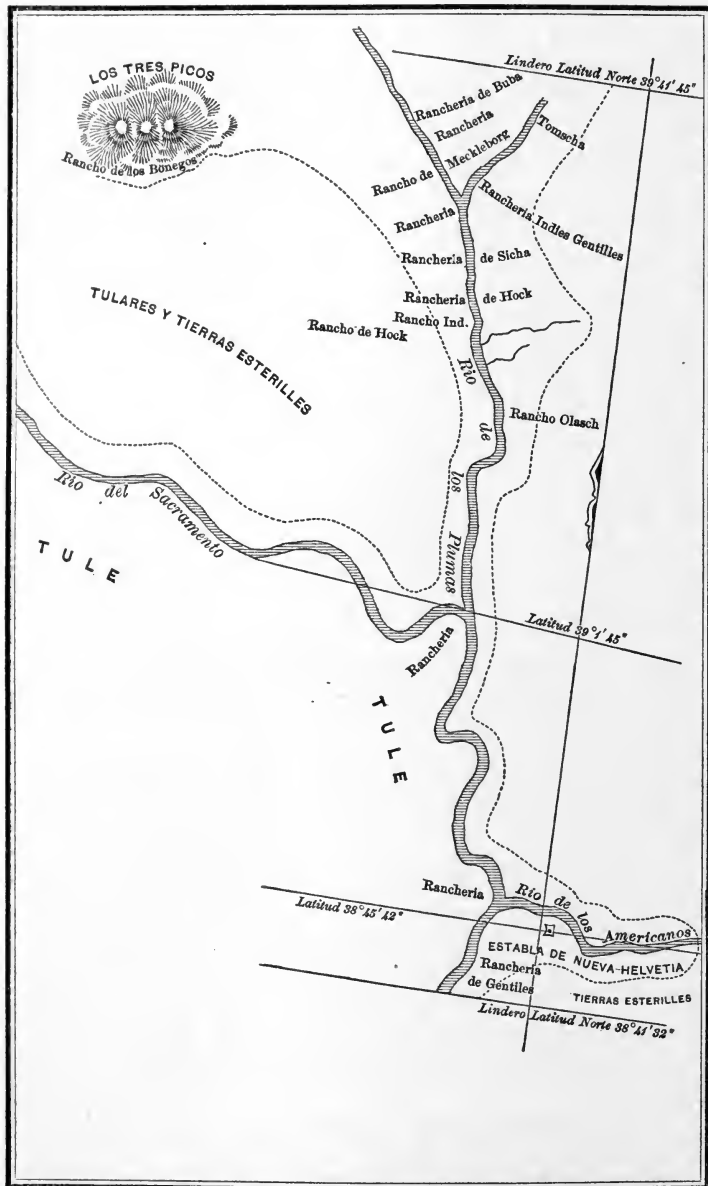 Lindero Latitud Norte 39°41'45"
LOS TRES PICOS
Rancho de los Bonegos
Rancheria de Buba
Rancheria
Tomscha
Rancho de Meckleborg
Rancheria
Rancheria Indies Gentilles
Rancheria de Sicha
Rancheria de Hock
Rancho Ind.
Rancho de Hock
TULARES Y TIERRAS ESTERILLES
Rio de los Plumas
Rancho Olasch
Rio del Sacramento
TULE
Latitud 39°1'45"
Rancheria
TULE
Rancheria
Rio de los Americanos
Latitud 38°45'42"
ESTABLA DE NUEVA HELVETIA
Rancheria
de Gentiles
TIERRAS ESTERILLES
Lindero Latitud Norte 38°41'32"